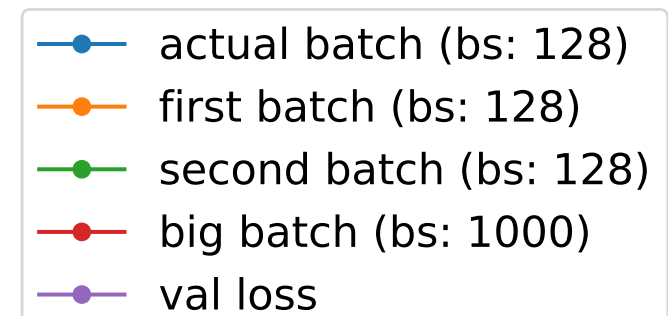 actual batch (bs: 128)
first batch (bs: 128)
second batch (bs: 128)
big batch (bs: 1000)
val loss